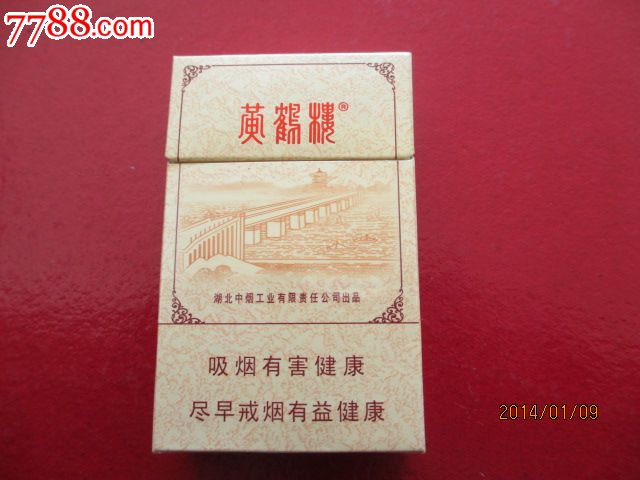 7788.com
黄鹤楼®
湖北中烟工业有限责任公司出品
吸烟有害健康
尽早戒烟有益健康
2014/01/09